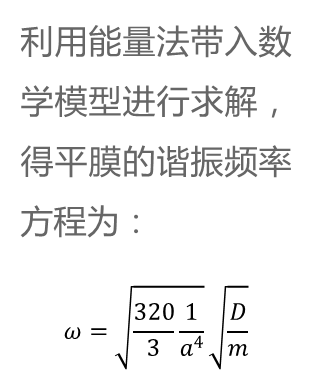 利用能量法带入数
学模型进行求解，
得平膜的谐振频率
方程为：
ω = √(320/3 1/a⁴) √(D/m)